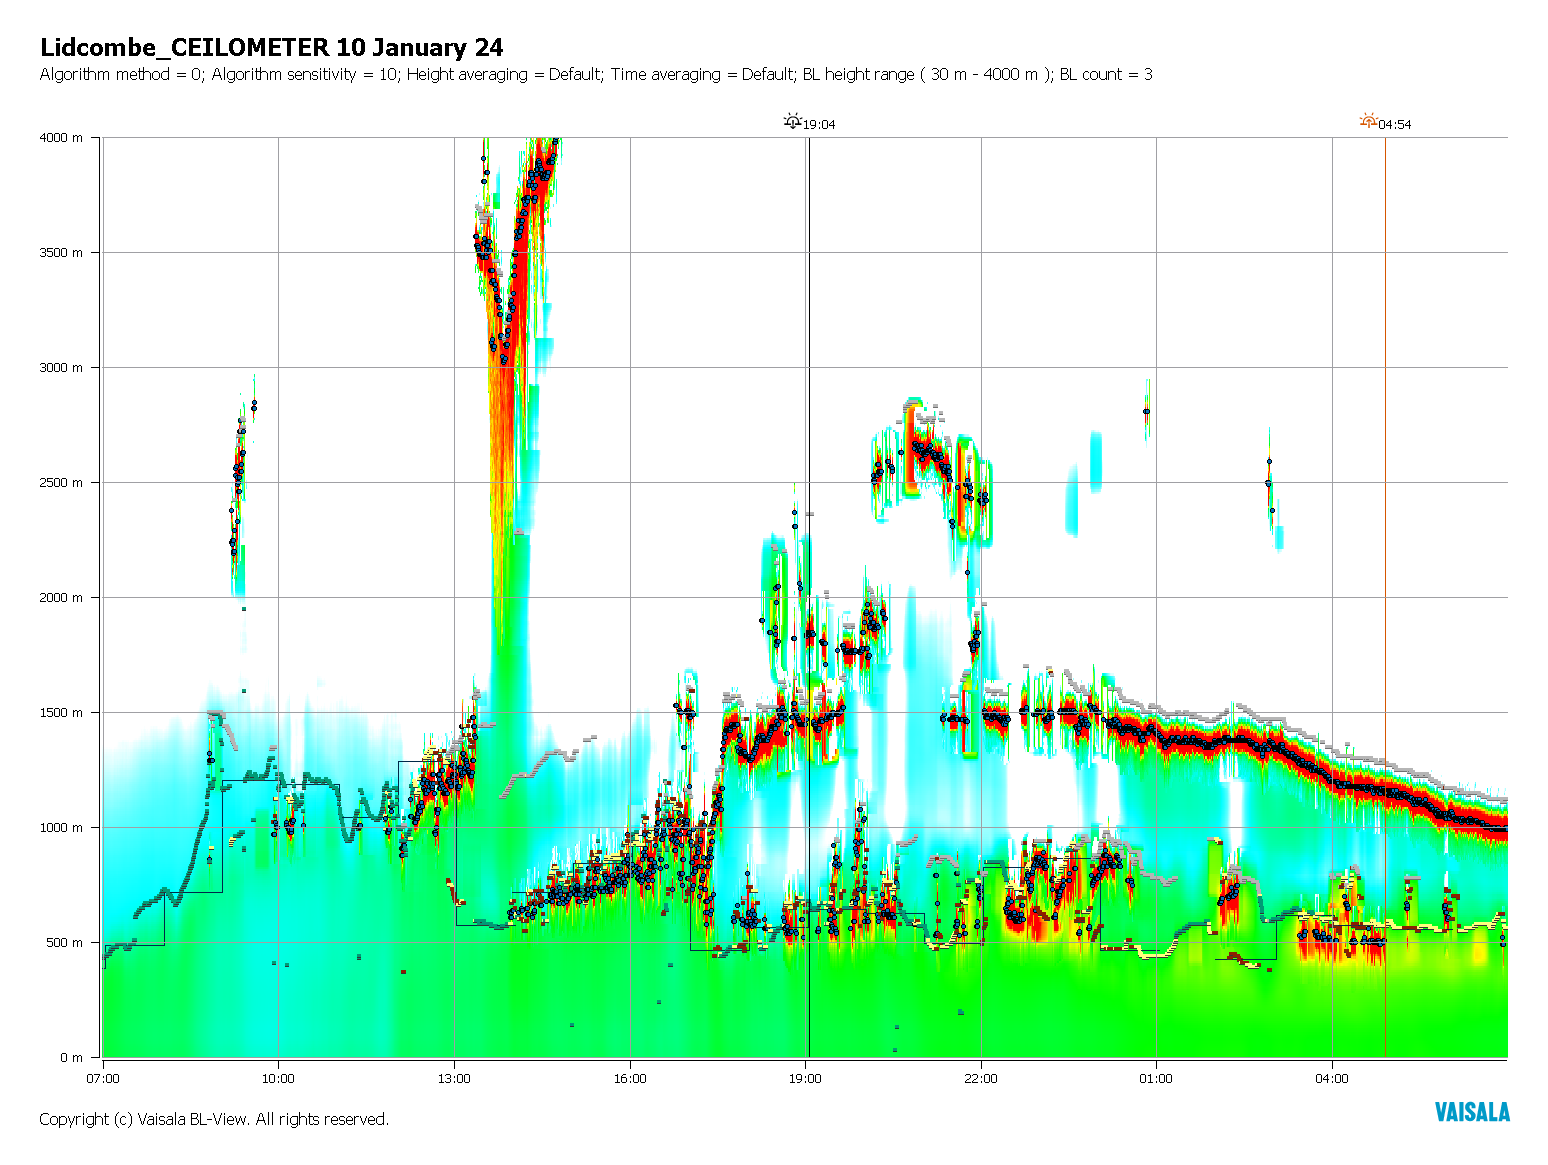 Lidcombe_CEILOMETER 10 January 24
Algorithm method = 0; Algorithm sensitivity = 10; Height averaging = Default; Time averaging = Default; BL height range ( 30 m - 4000 m ); BL count = 3
19:04
04:54
4000 m
3500 m
3000 m
2500 m
2000 m
1500 m
1000 m
500 m
0 m
07:00
10:00
13:00
16:00
19:00
22:00
01:00
04:00
Copyright (c) Vaisala BL-View. All rights reserved.
VAISALA